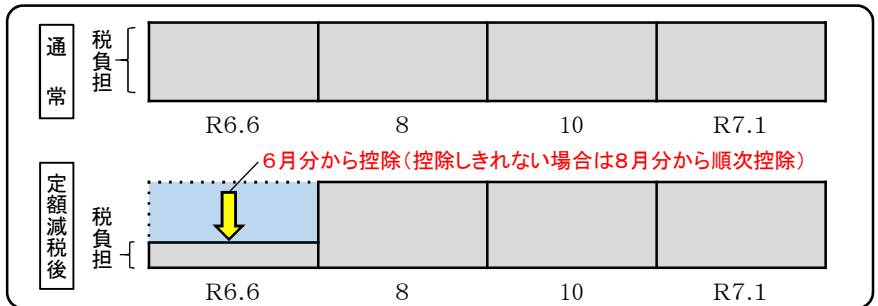 通常
税負担
R6.6 8 10 R7.1
6月分から控除(控除しきれない場合は8月分から順次控除)
定額減税後
税負担
R6.6 8 10 R7.1